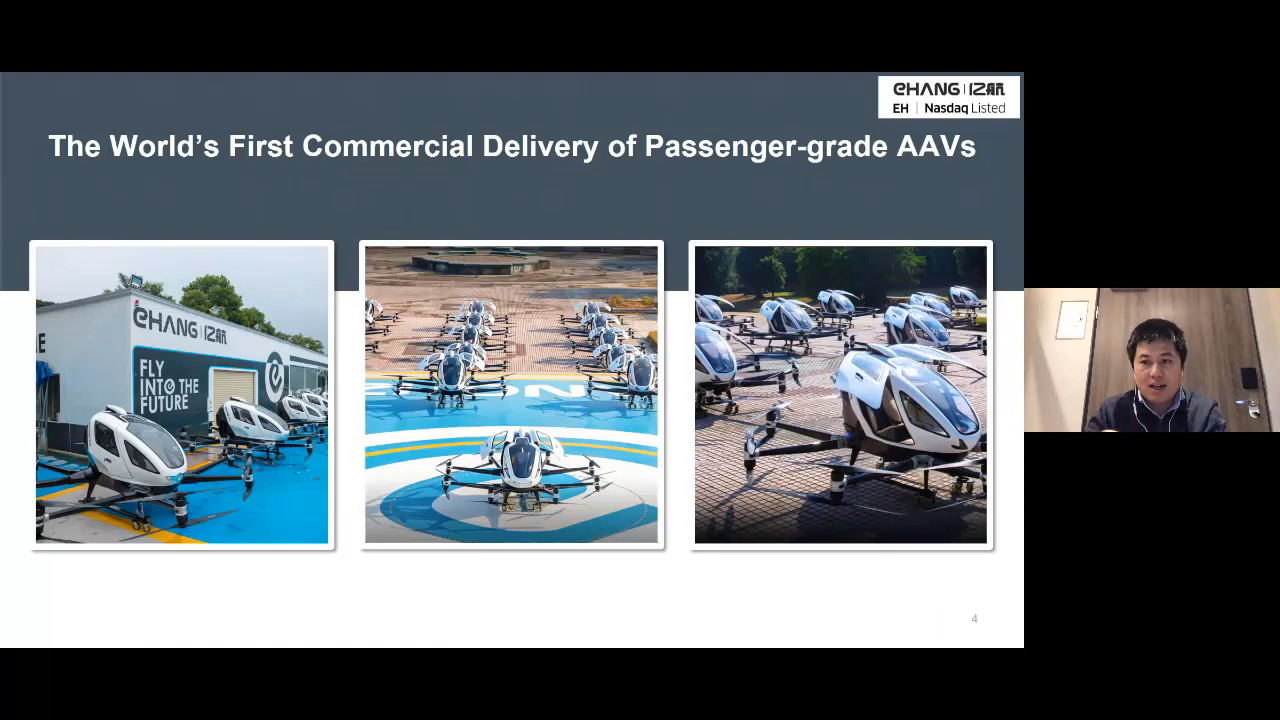 EHANG|亿航
EH | Nasdaq Listed
The World's First Commercial Delivery of Passenger-grade AAVs
E
EHANG|亿航
FLY
INTO THE
FUTURE
4